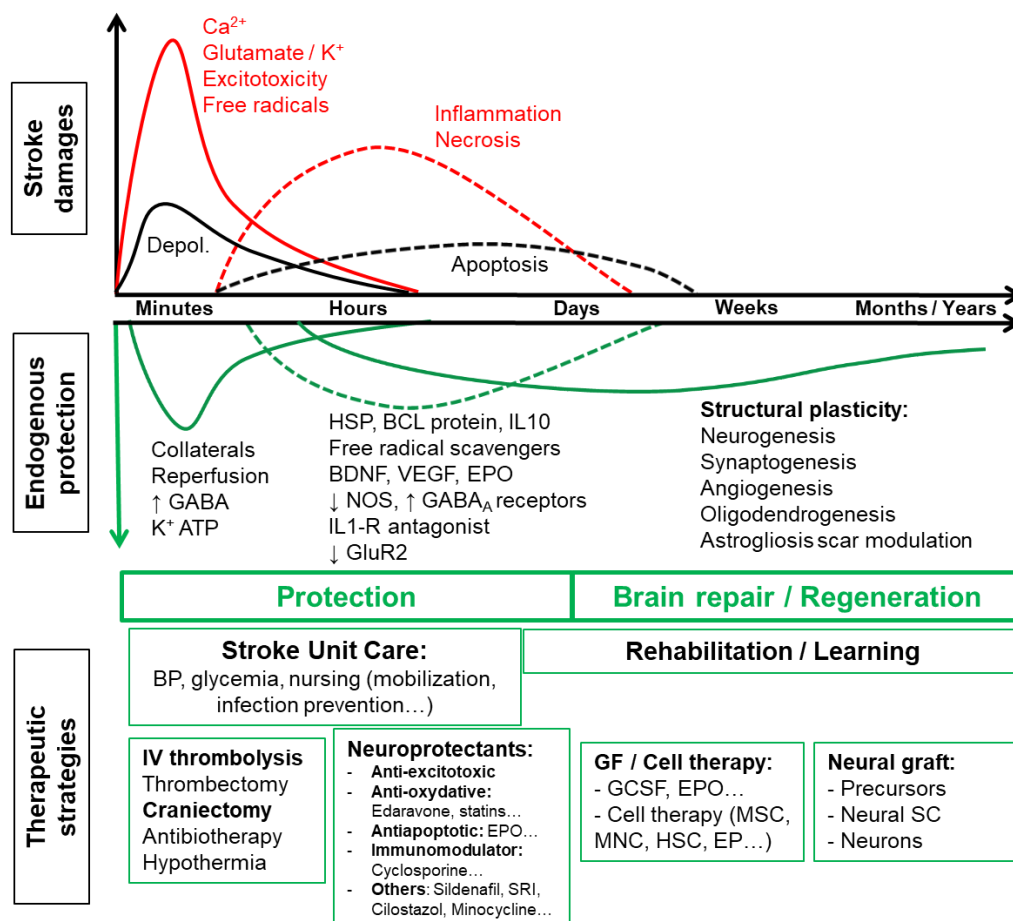 Stroke
damages
Ca²⁺
Glutamate / K⁺
Excitotoxicity
Free radicals
Inflammation
Necrosis
Depol.
Apoptosis
Minutes
Hours
Days
Weeks
Months / Years
Endogenous
protection
Collaterals
Reperfusion
↑ GABA
K⁺ ATP
HSP, BCL protein, IL10
Free radical scavengers
BDNF, VEGF, EPO
↓ NOS, ↑ GABA_A receptors
IL1-R antagonist
↓ GluR2
Structural plasticity:
Neurogenesis
Synaptogenesis
Angiogenesis
Oligodendrogenesis
Astrogliosis scar modulation
Protection
Brain repair / Regeneration
Therapeutic
strategies
Stroke Unit Care:
BP, glycemia, nursing (mobilization,
infection prevention…)
Rehabilitation / Learning
IV thrombolysis
Thrombectomy
Craniectomy
Antibiotherapy
Hypothermia
Neuroprotectants:
- Anti-excitotoxic
- Anti-oxydative:
Edaravone, statins…
- Antiapoptotic: EPO…
- Immunomodulator:
Cyclosporine…
- Others: Sildenafil, SRI,
Cilostazol, Minocycline…
GF / Cell therapy:
- GCSF, EPO…
- Cell therapy (MSC,
MNC, HSC, EP…)
Neural graft:
- Precursors
- Neural SC
- Neurons